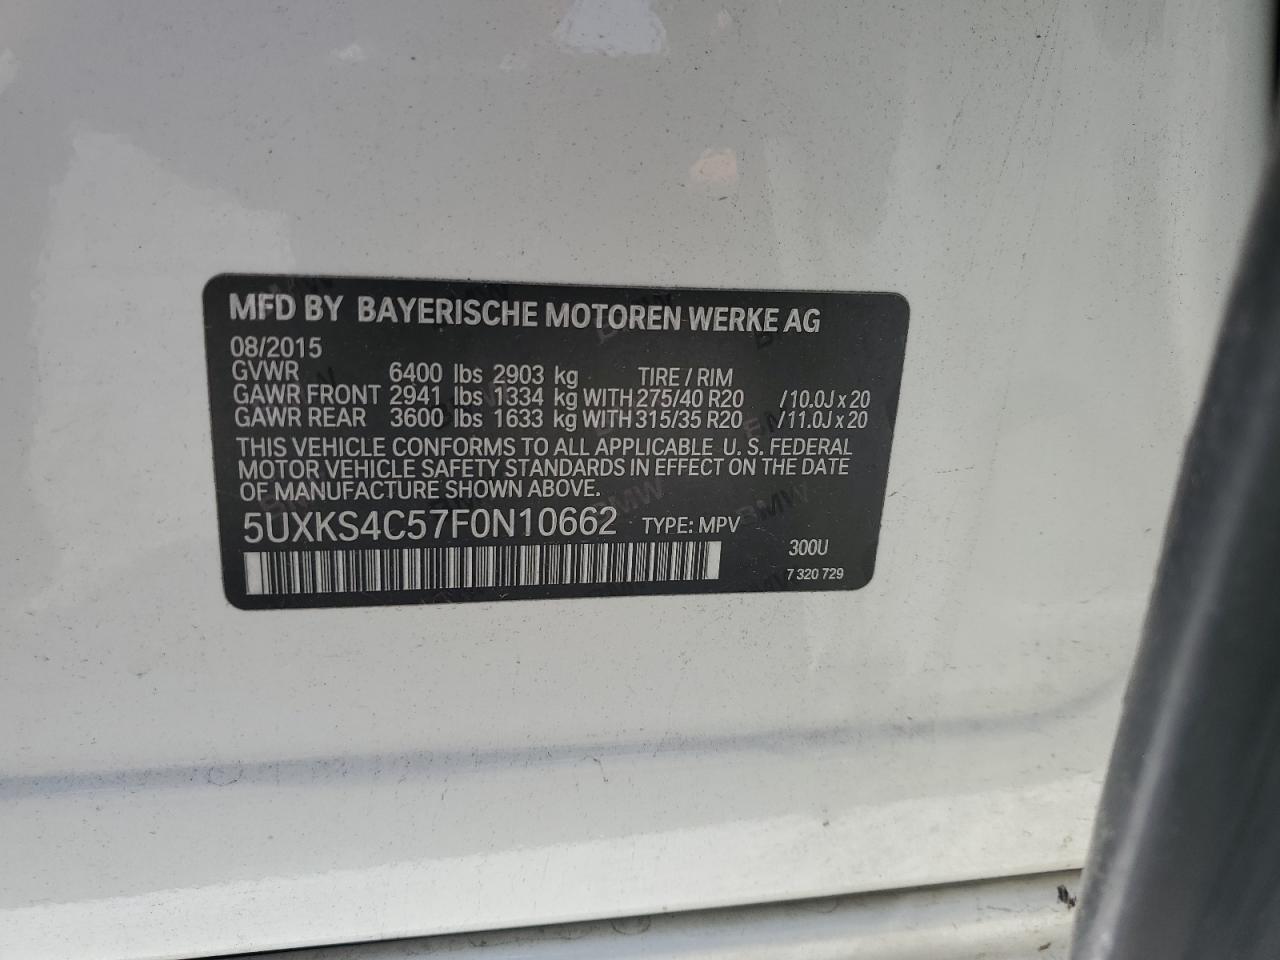 MFD BY BAYERISCHE MOTOREN WERKE AG
08/2015
GVWR 6400 lbs 2903 kg TIRE / RIM
GAWR FRONT 2941 lbs 1334 kg WITH 275/40 R20 /10.0J x 20
GAWR REAR 3600 lbs 1633 kg WITH 315/35 R20 /11.0J x 20
THIS VEHICLE CONFORMS TO ALL APPLICABLE U. S. FEDERAL
MOTOR VEHICLE SAFETY STANDARDS IN EFFECT ON THE DATE
OF MANUFACTURE SHOWN ABOVE.
5UXKS4C57F0N10662 TYPE: MPV
300U
7 320 729